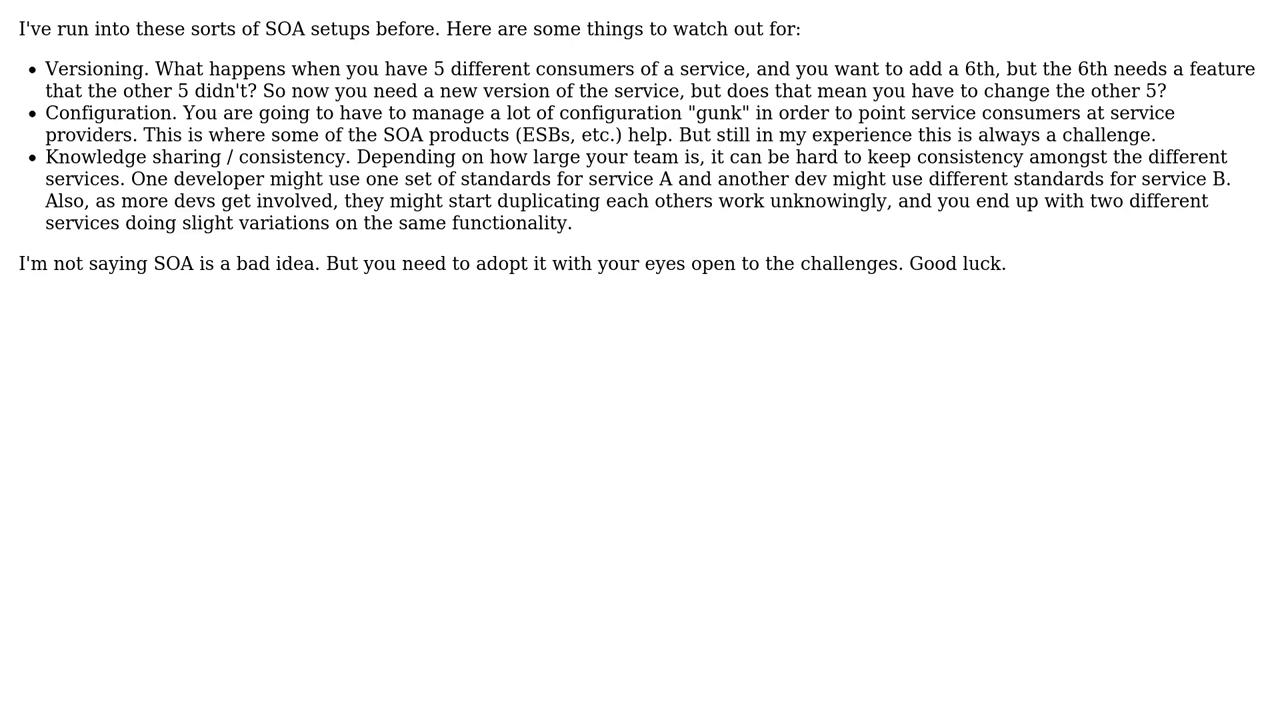 I've run into these sorts of SOA setups before. Here are some things to watch out for:
• Versioning. What happens when you have 5 different consumers of a service, and you want to add a 6th, but the 6th needs a feature
that the other 5 didn't? So now you need a new version of the service, but does that mean you have to change the other 5?
• Configuration. You are going to have to manage a lot of configuration "gunk" in order to point service consumers at service
providers. This is where some of the SOA products (ESBs, etc.) help. But still in my experience this is always a challenge.
• Knowledge sharing / consistency. Depending on how large your team is, it can be hard to keep consistency amongst the different
services. One developer might use one set of standards for service A and another dev might use different standards for service B.
Also, as more devs get involved, they might start duplicating each others work unknowingly, and you end up with two different
services doing slight variations on the same functionality.
I'm not saying SOA is a bad idea. But you need to adopt it with your eyes open to the challenges. Good luck.